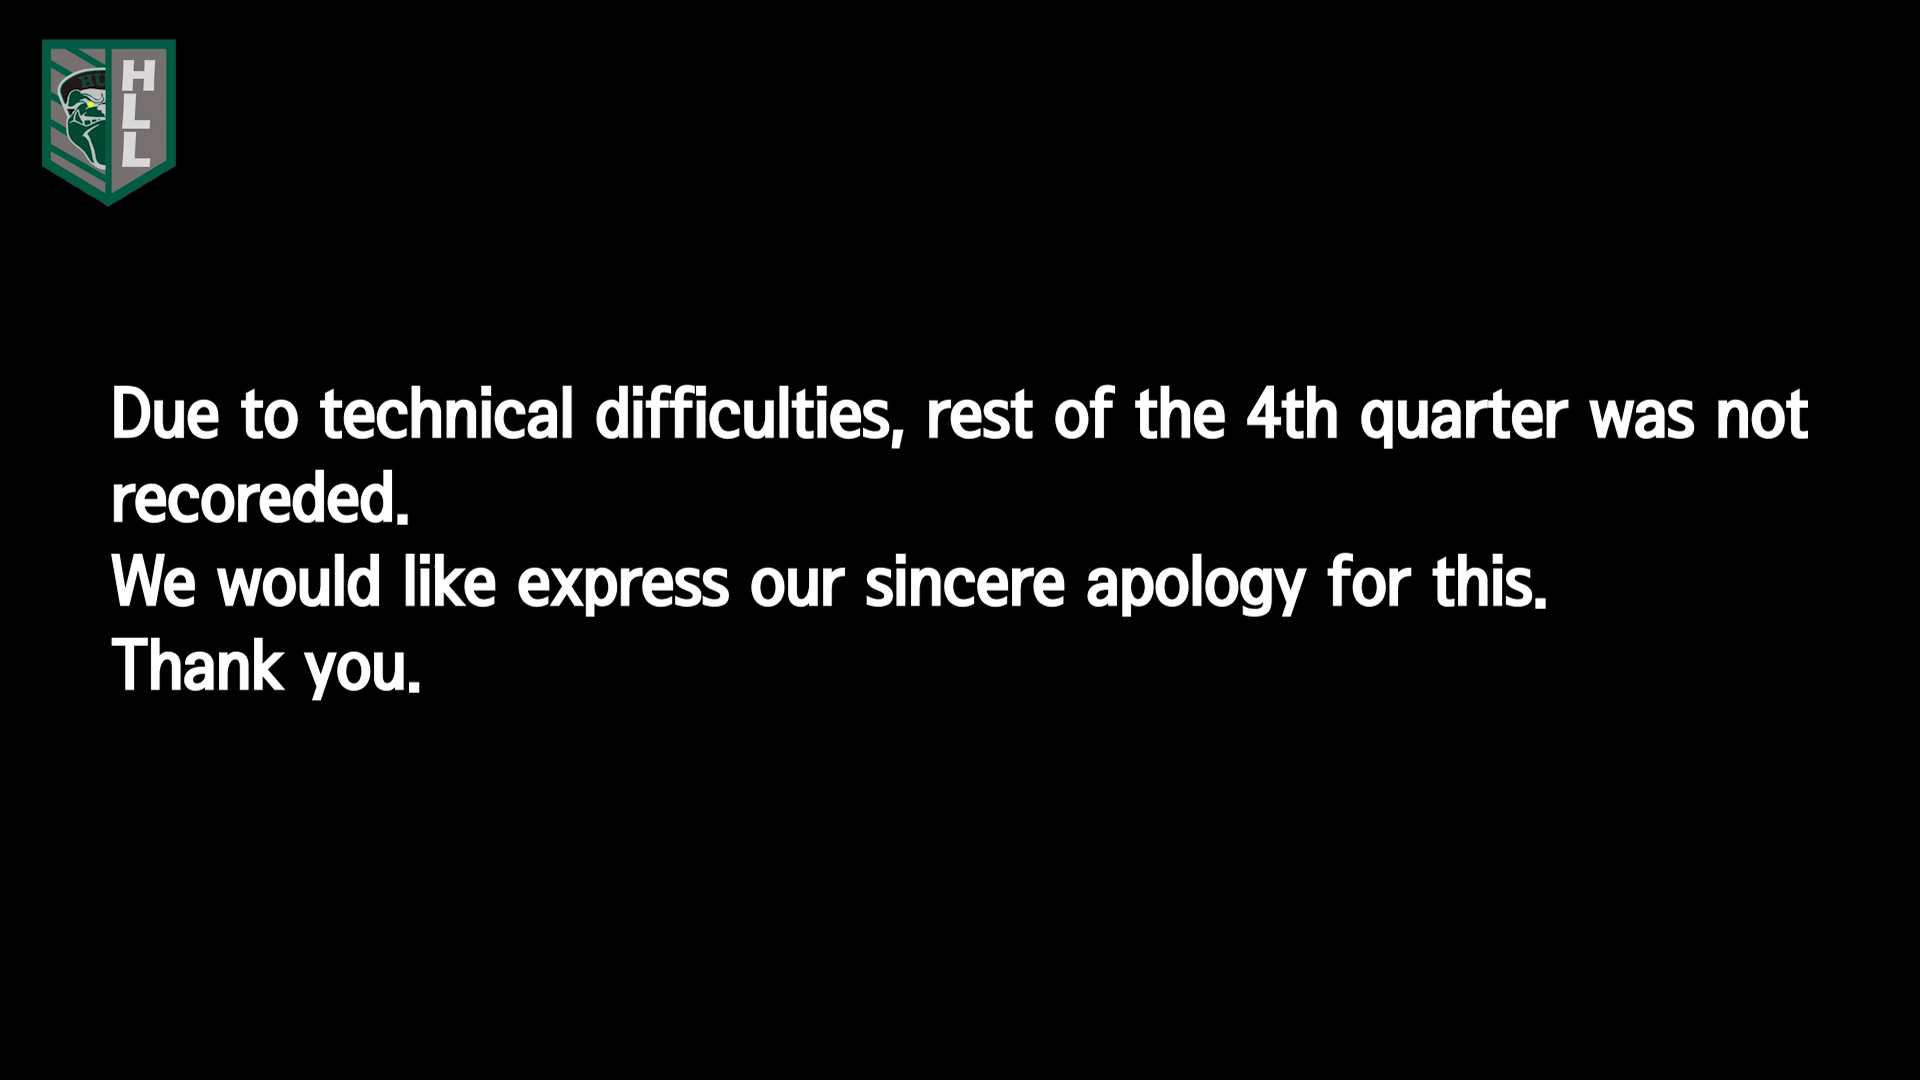 HU
H
L
L
Due to technical difficulties, rest of the 4th quarter was not
recoreded.
We would like express our sincere apology for this.
Thank you.